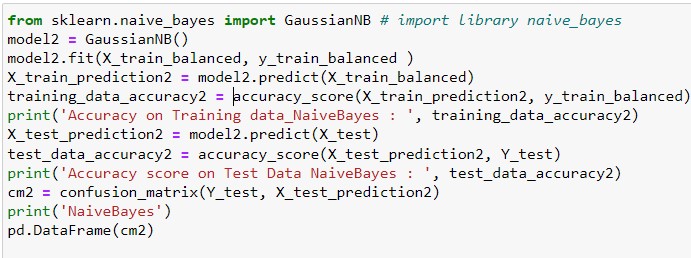 from sklearn.naive_bayes import GaussianNB # import library naive_bayes
model2 = GaussianNB()
model2.fit(X_train_balanced, y_train_balanced )
X_train_prediction2 = model2.predict(X_train_balanced)
training_data_accuracy2 = accuracy_score(X_train_prediction2, y_train_balanced)
print('Accuracy on Training data_NaiveBayes : ', training_data_accuracy2)
X_test_prediction2 = model2.predict(X_test)
test_data_accuracy2 = accuracy_score(X_test_prediction2, Y_test)
print('Accuracy score on Test Data NaiveBayes : ', test_data_accuracy2)
cm2 = confusion_matrix(Y_test, X_test_prediction2)
print('NaiveBayes')
pd.DataFrame(cm2)